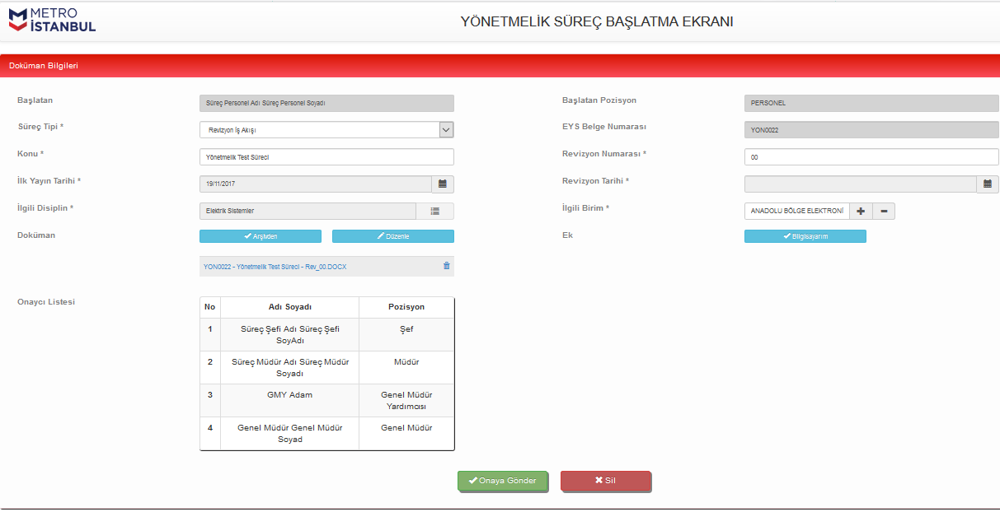 METRO
İSTANBUL
YÖNETMELİK SÜREÇ BAŞLATMA EKRANI
Doküman Bilgileri
Başlatan
Süreç Personel Adı Süreç Personel Soyadı
Başlatan Pozisyon
PERSONEL
Süreç Tipi *
Revizyon İş Akışı
EYS Belge Numarası
YON0022
Konu *
Yönetmelik Test Süreci
Revizyon Numarası *
00
İlk Yayın Tarihi *
19/11/2017
Revizyon Tarihi *
İlgili Disiplin *
Elektrik Sistemler
İlgili Birim *
ANADOLU BÖLGE ELEKTRONİ
Doküman
Arşivden
Düzenle
Ek
Bilgisayarım
YON0022 - Yönetmelik Test Süreci - Rev_00.DOCX
Onaycı Listesi
No Adı Soyadı Pozisyon
1 Süreç Şefi Adı Süreç Şefi Şef
SoyAdı
2 Süreç Müdür Adı Süreç Müdür Müdür
Soyadı
3 GMY Adam Genel Müdür
Yardımcısı
4 Genel Müdür Genel Müdür Genel Müdür
Soyad
Onaya Gönder
Sil